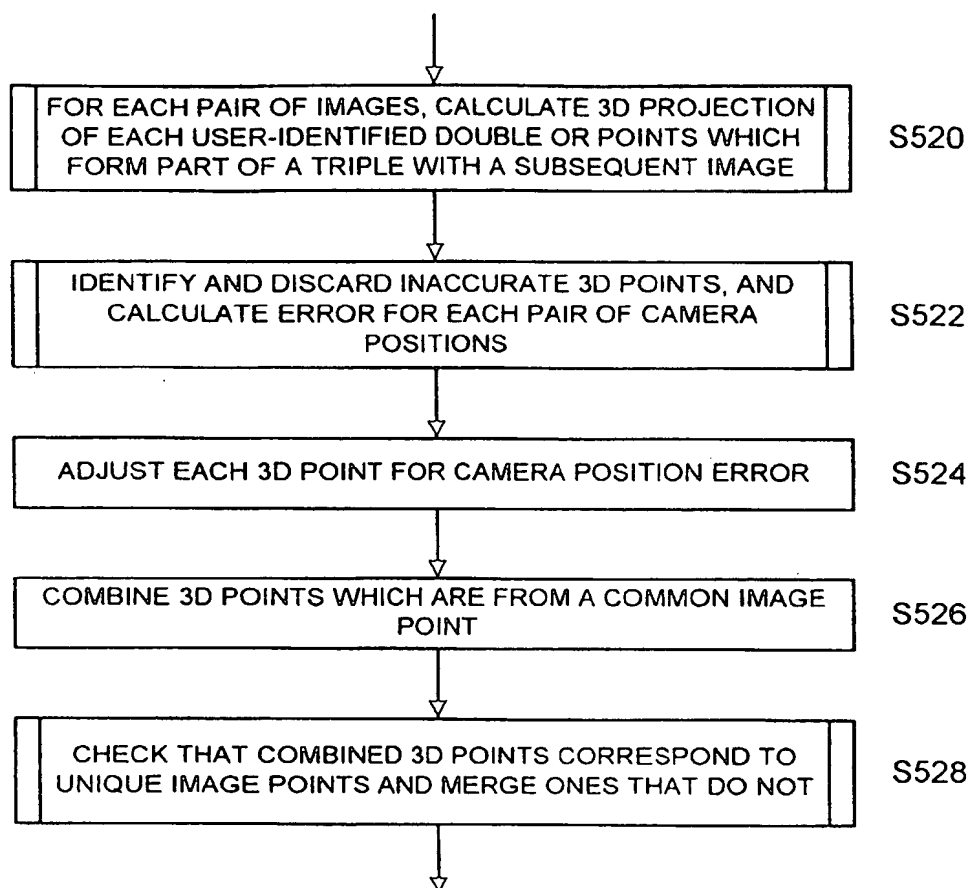 FOR EACH PAIR OF IMAGES, CALCULATE 3D PROJECTION
OF EACH USER-IDENTIFIED DOUBLE OR POINTS WHICH
FORM PART OF A TRIPLE WITH A SUBSEQUENT IMAGE
S520
IDENTIFY AND DISCARD INACCURATE 3D POINTS, AND
CALCULATE ERROR FOR EACH PAIR OF CAMERA
POSITIONS
S522
ADJUST EACH 3D POINT FOR CAMERA POSITION ERROR
S524
COMBINE 3D POINTS WHICH ARE FROM A COMMON IMAGE
POINT
S526
CHECK THAT COMBINED 3D POINTS CORRESPOND TO
UNIQUE IMAGE POINTS AND MERGE ONES THAT DO NOT
S528